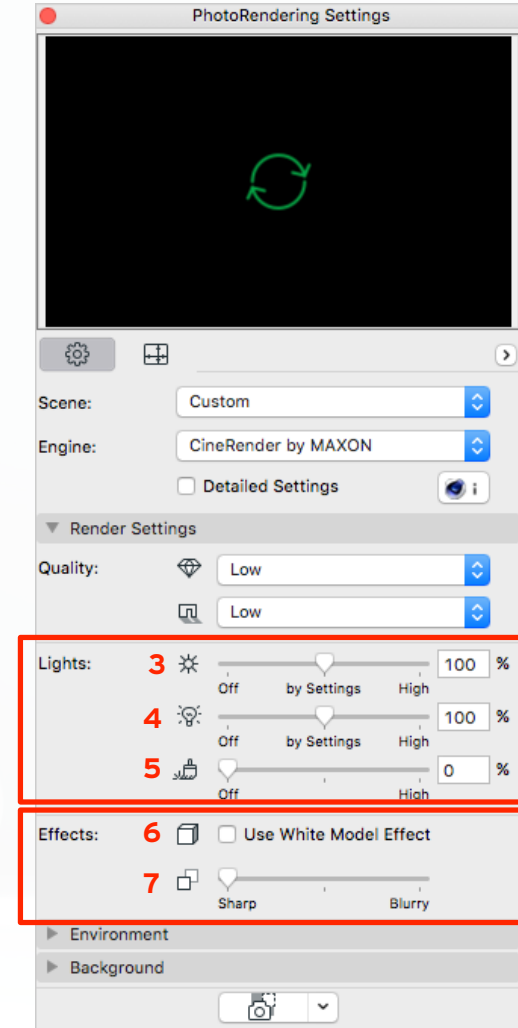 PhotoRendering Settings
Scene: Custom
Engine: CineRender by MAXON
Detailed Settings i
Render Settings
Quality: Low
Low
Lights: 3 100 %
Off by Settings High
4 100 %
Off by Settings High
5 0 %
Off High
Effects: 6 Use White Model Effect
7
Sharp Blurry
Environment
Background